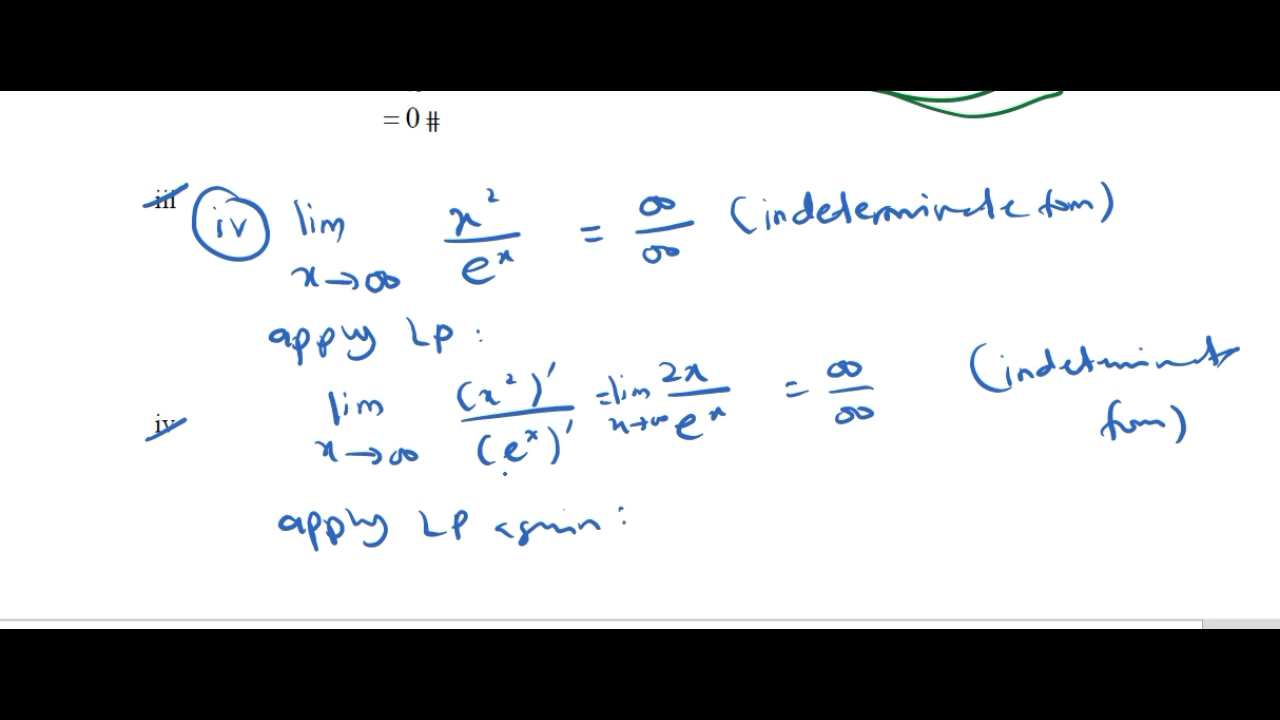 = 0 #
iii
iv lim x→∞ x²/eˣ = ∞/∞ (indeterminate form)
apply LP :
iv
lim x→∞ (x²)'/(eˣ)' = lim x→∞ 2x/eˣ = ∞/∞ (indeterminate form)
apply LP again :